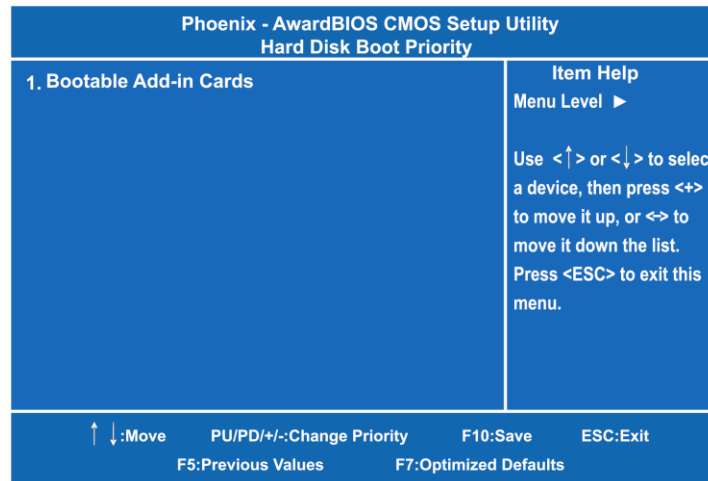 Phoenix - AwardBIOS CMOS Setup Utility
Hard Disk Boot Priority
1. Bootable Add-in Cards
Item Help
Menu Level ►
Use <↑> or <↓> to selec
a device, then press <+>
to move it up, or <-> to
move it down the list.
Press <ESC> to exit this
menu.
↑ ↓:Move PU/PD/+/-:Change Priority F10:Save ESC:Exit
F5:Previous Values F7:Optimized Defaults